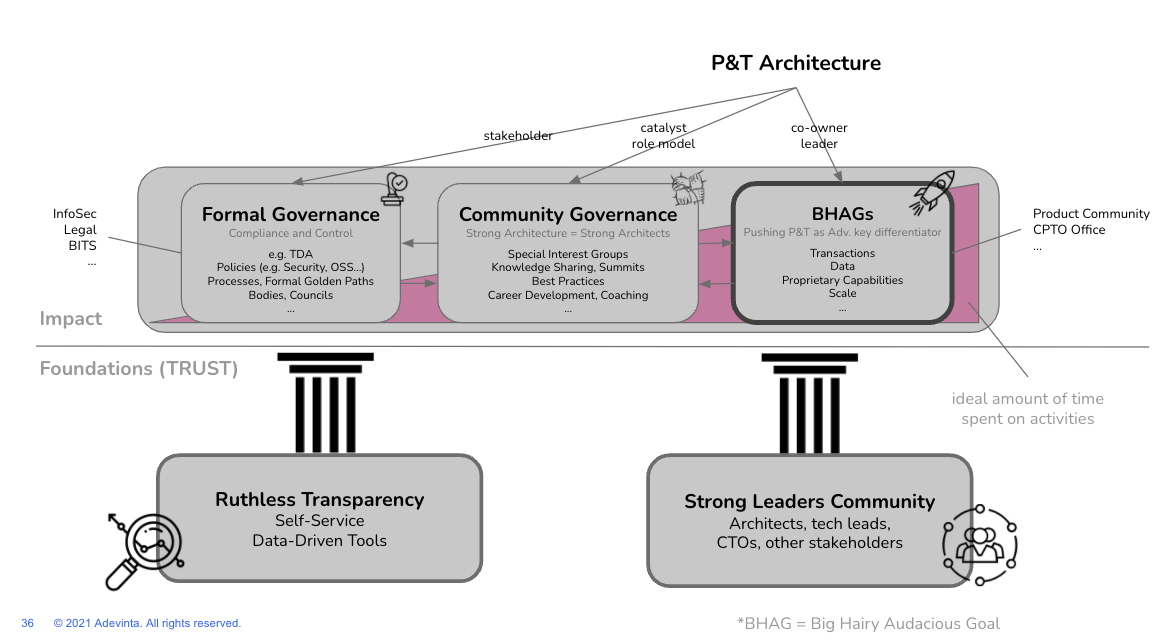 P&T Architecture
stakeholder
catalyst
role model
co-owner
leader
InfoSec
Legal
BITS
...
Formal Governance
Compliance and Control
e.g. TDA
Policies (e.g. Security, OSS...)
Processes, Formal Golden Paths
Bodies, Councils
...
Community Governance
Strong Architecture = Strong Architects
Special Interest Groups
Knowledge Sharing, Summits
Best Practices
Career Development, Coaching
...
BHAGs
Pushing P&T as Adv. key differentiator
Transactions
Data
Proprietary Capabilities
Scale
...
Product Community
CPTO Office
...
Impact
Foundations (TRUST)
ideal amount of time
spent on activities
Ruthless Transparency
Self-Service
Data-Driven Tools
Strong Leaders Community
Architects, tech leads,
CTOs, other stakeholders
36 © 2021 Adevinta. All rights reserved.
*BHAG = Big Hairy Audacious Goal